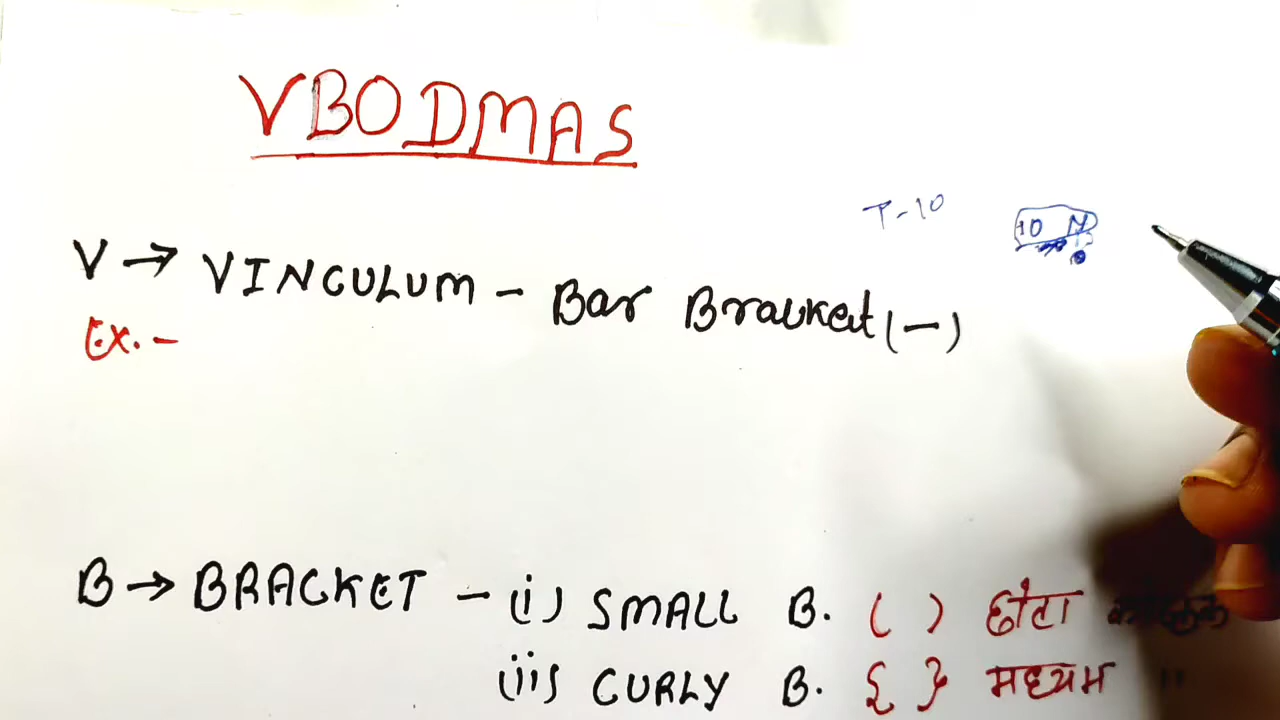 VBODMAS
T-10
10 M
V → VINCULUM - Bar Bracket (—)
Ex. -
B → BRACKET - (i) SMALL B. ( ) छोटा
(ii) CURLY B. { } मध्यम "